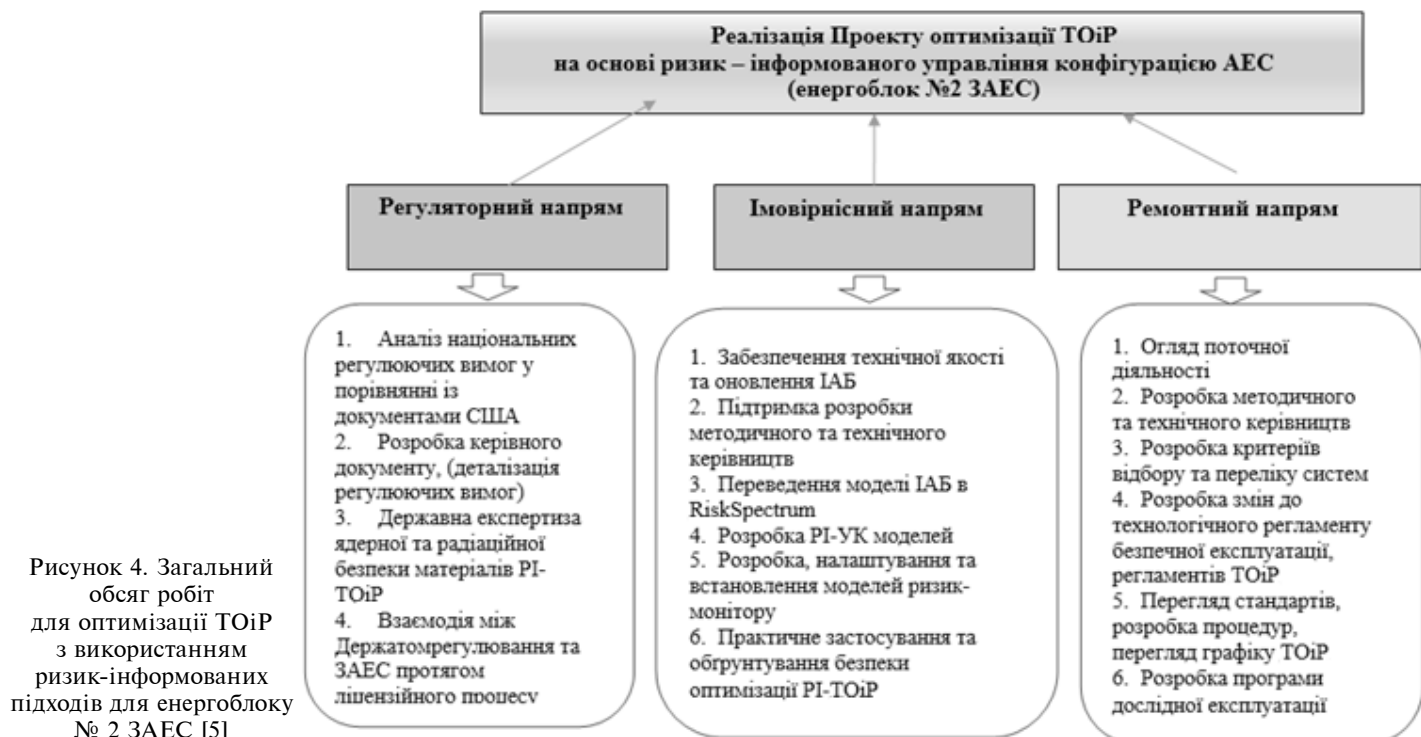 Реалізація Проекту оптимізації ТОіР
на основі ризик – інформованого управління конфігурацією АЕС
(енергоблок №2 ЗАЕС)
Регуляторний напрям
Імовірнісний напрям
Ремонтний напрям
1. Аналіз національних
регулюючих вимог у
порівнянні із
документами США
2. Розробка керівного
документу, (деталізація
регулюючих вимог)
3. Державна експертиза
ядерної та радіаційної
безпеки матеріалів РІ-
ТОіР
4. Взаємодія між
Держатомрегулювання та
ЗАЕС протягом
ліцензійного процесу
1. Забезпечення технічної якості
та оновлення ІАБ
2. Підтримка розробки
методичного та технічного
керівництв
3. Переведення моделі ІАБ в
RiskSpectrum
4. Розробка РІ-УК моделей
5. Розробка, налаштування та
встановлення моделей ризик-
монітору
6. Практичне застосування та
обґрунтування безпеки
оптимізації РІ-ТОіР
1. Огляд поточної
діяльності
2. Розробка методичного
та технічного керівництв
3. Розробка критеріїв
відбору та переліку систем
4. Розробка змін до
технологічного регламенту
безпечної експлуатації,
регламентів ТОіР
5. Перегляд стандартів,
розробка процедур,
перегляд графіку ТОіР
6. Розробка програми
дослідної експлуатації
Рисунок 4. Загальний
обсяг робіт
для оптимізації ТОіР
з використанням
ризик-інформованих
підходів для енергоблоку
№ 2 ЗАЕС [5]